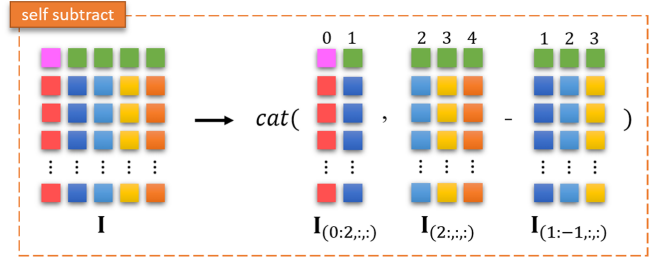 self subtract
0 1 2 3 4 1 2 3
cat( , - )
I I(0:2,:,:) I(2:,:,:) I(1:−1,:,:)